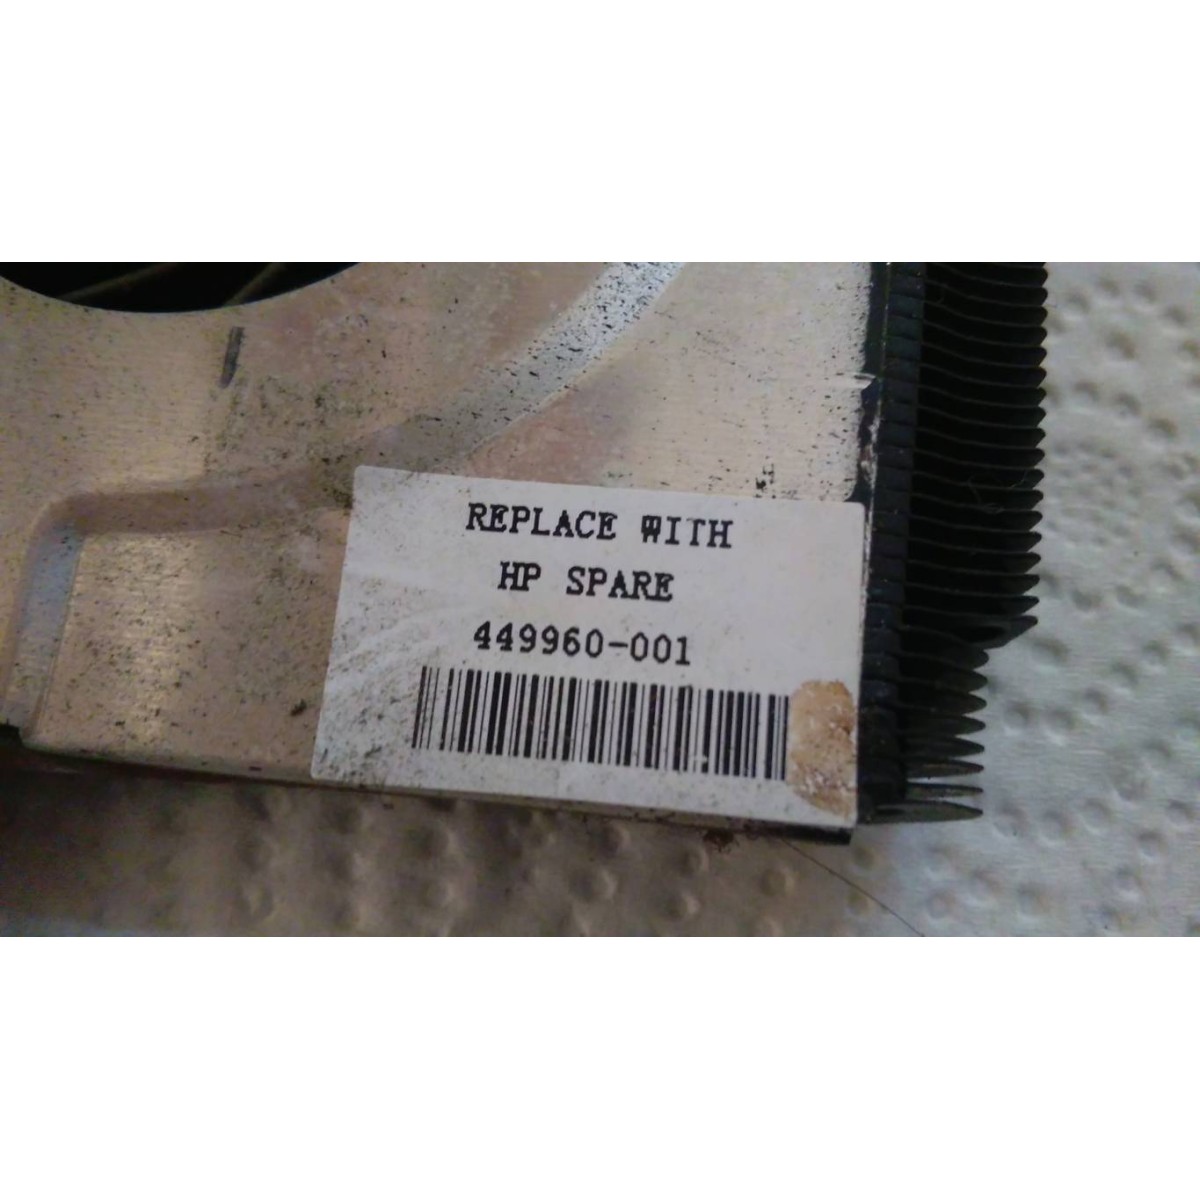 REPLACE WITH
HP SPARE
449960-001